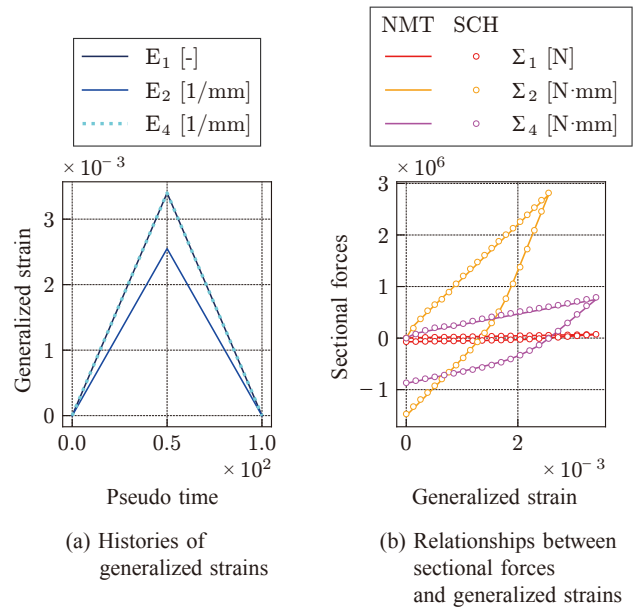 E₁ [-]
E₂ [1/mm]
E₄ [1/mm]
× 10⁻³
3
2
1
0
0.0
0.5
1.0
× 10²
Generalized strain
Pseudo time
(a) Histories of
generalized strains
NMT SCH
Σ₁ [N]
Σ₂ [N·mm]
Σ₄ [N·mm]
× 10⁶
3
2
1
0
−1
0
2
× 10⁻³
Sectional forces
Generalized strain
(b) Relationships between
sectional forces
and generalized strains